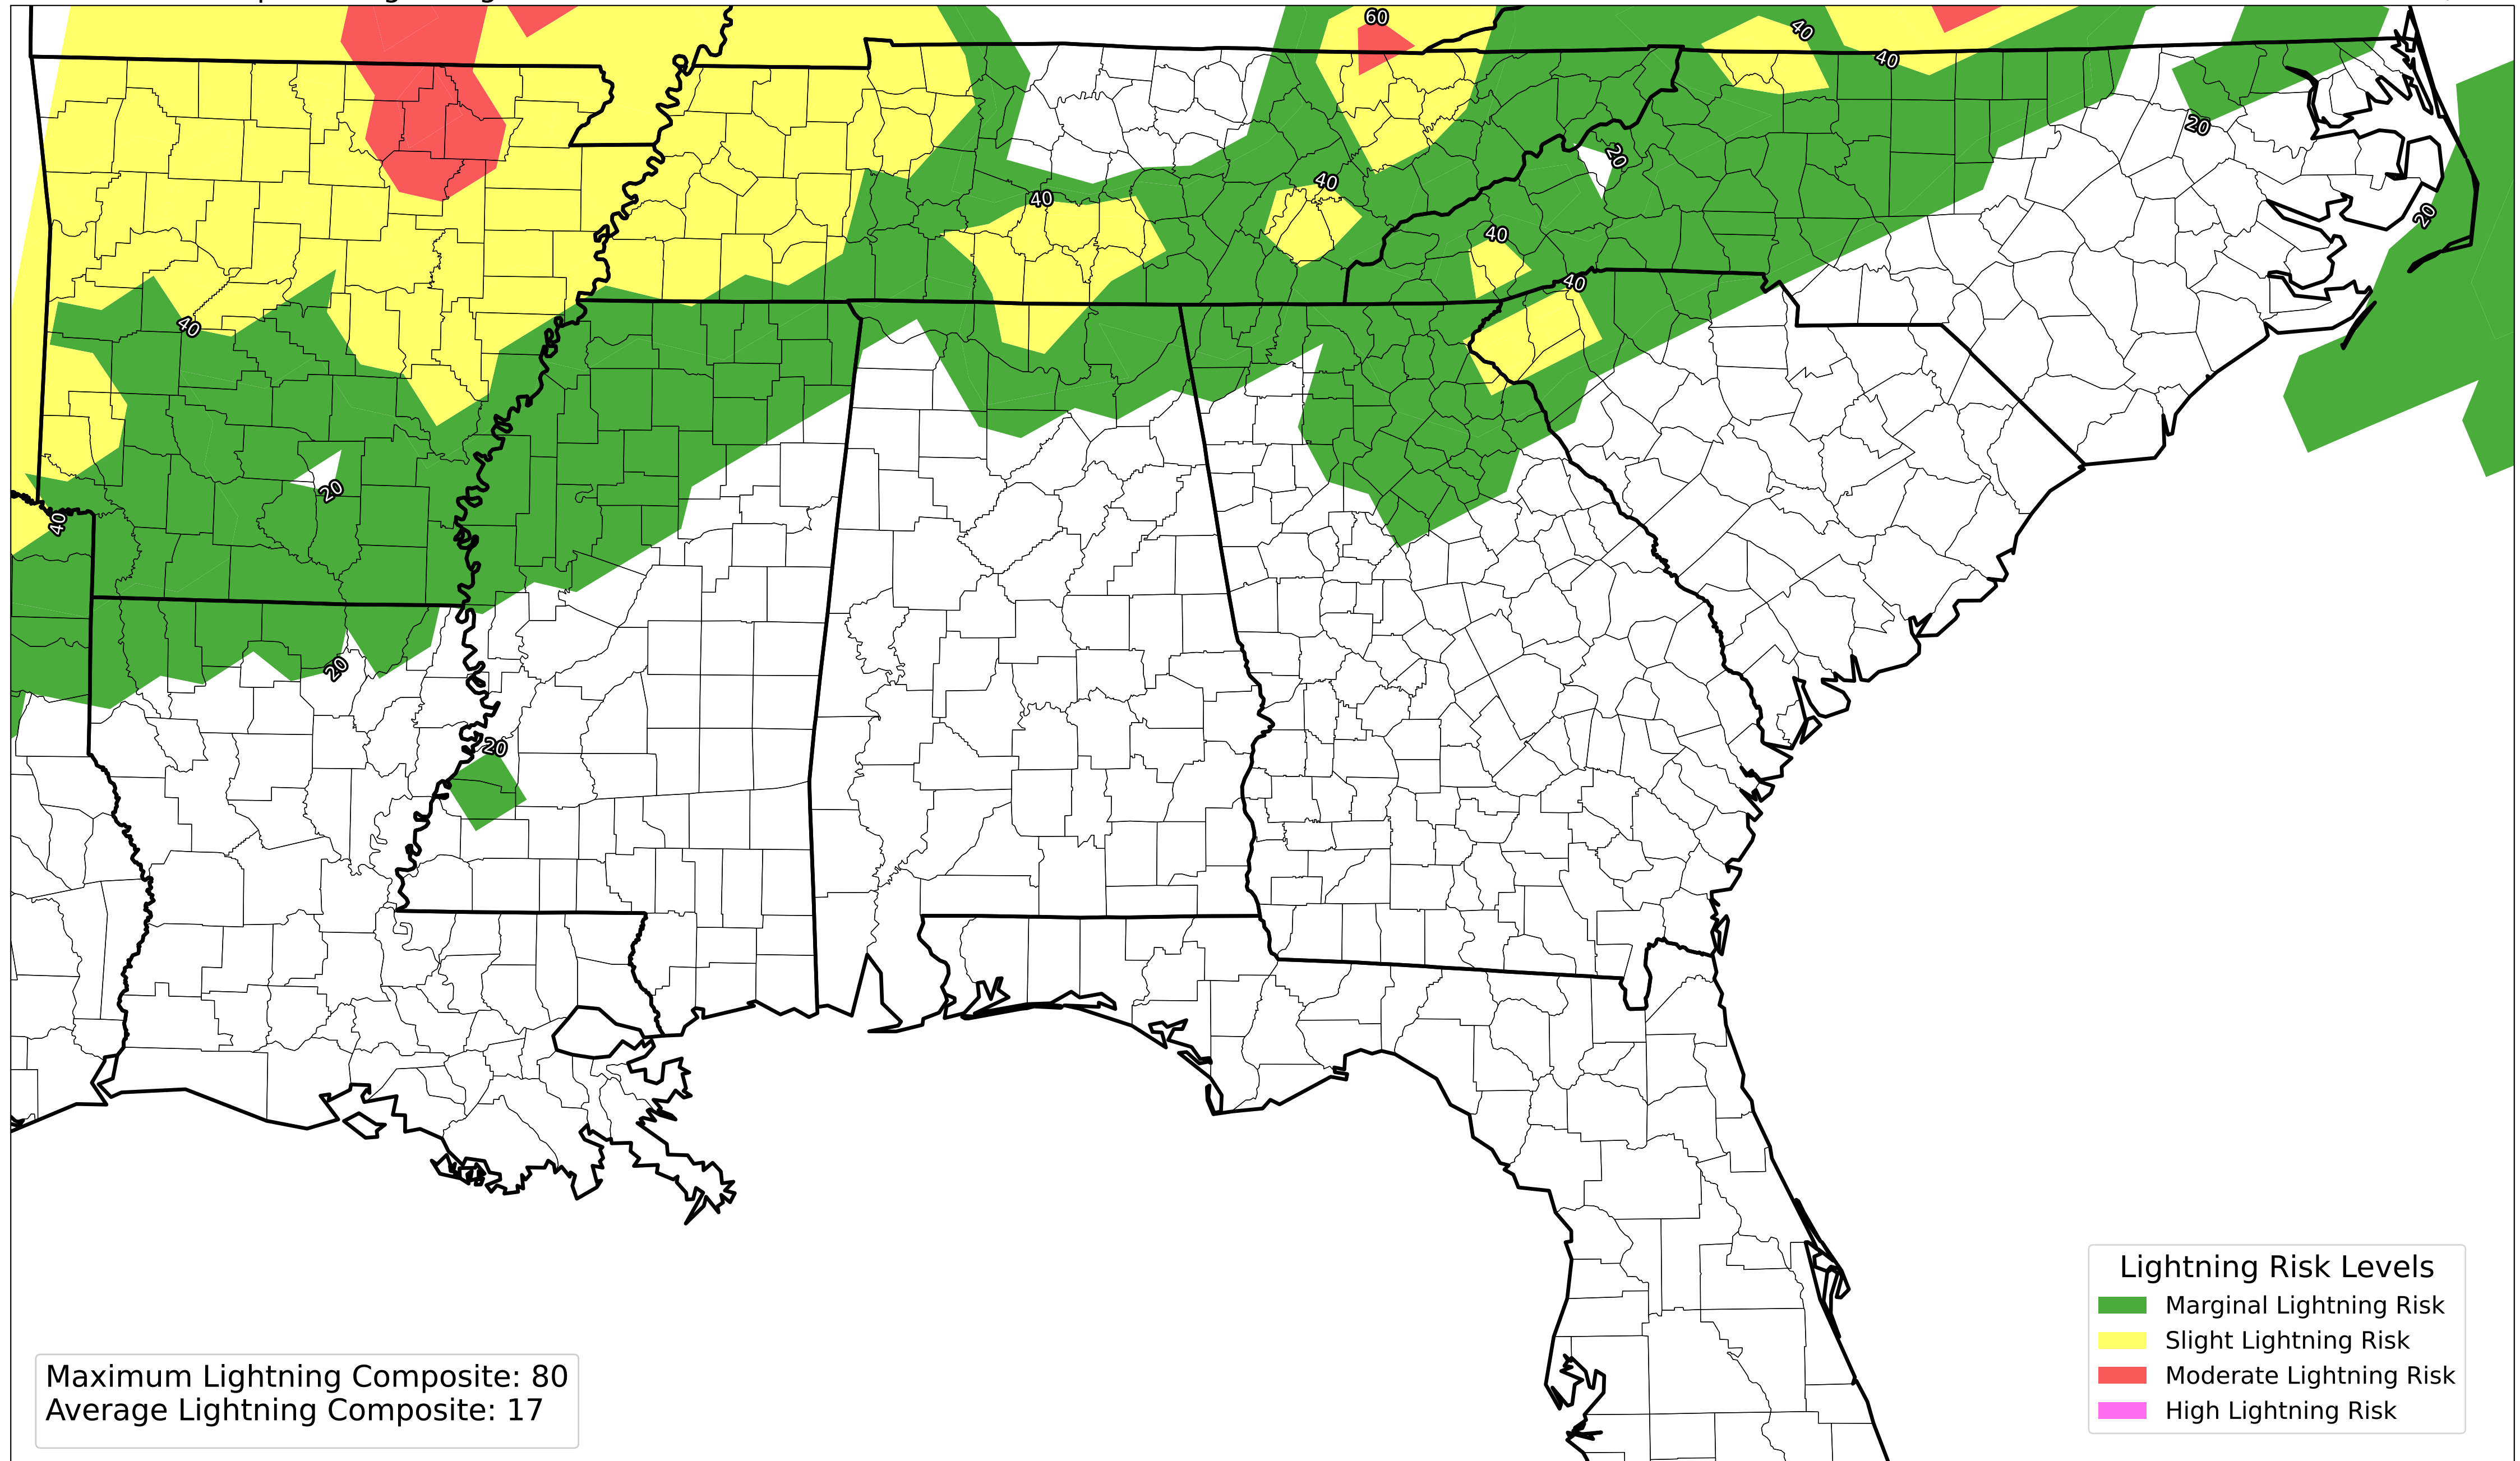 60
40
40
20
20
40
40
20
40
40
40
20
40
20
20
Lightning Risk Levels
Marginal Lightning Risk
Slight Lightning Risk
Moderate Lightning Risk
High Lightning Risk
Maximum Lightning Composite: 80
Average Lightning Composite: 17